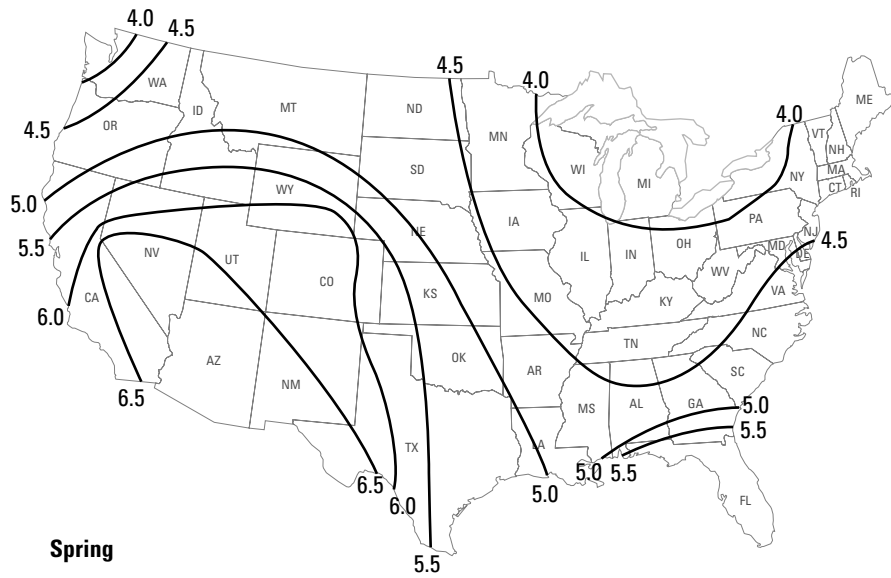 4.0
4.5
4.5
4.0
4.0
ME
WA
MT
ND
VT
ID
MN
OR
4.5
NH
WI
SD
MA
NY
MI
CT
RI
WY
5.0
IA
PA
NE
NJ
5.5
OH
4.5
MD
DE
NV
UT
IL
IN
WV
CO
KS
MO
VA
CA
KY
6.0
NC
TN
AZ
OK
AR
SC
NM
6.5
MS
AL
GA
5.0
5.5
TX
LA
5.0
5.5
6.5
5.0
6.0
FL
Spring
5.5